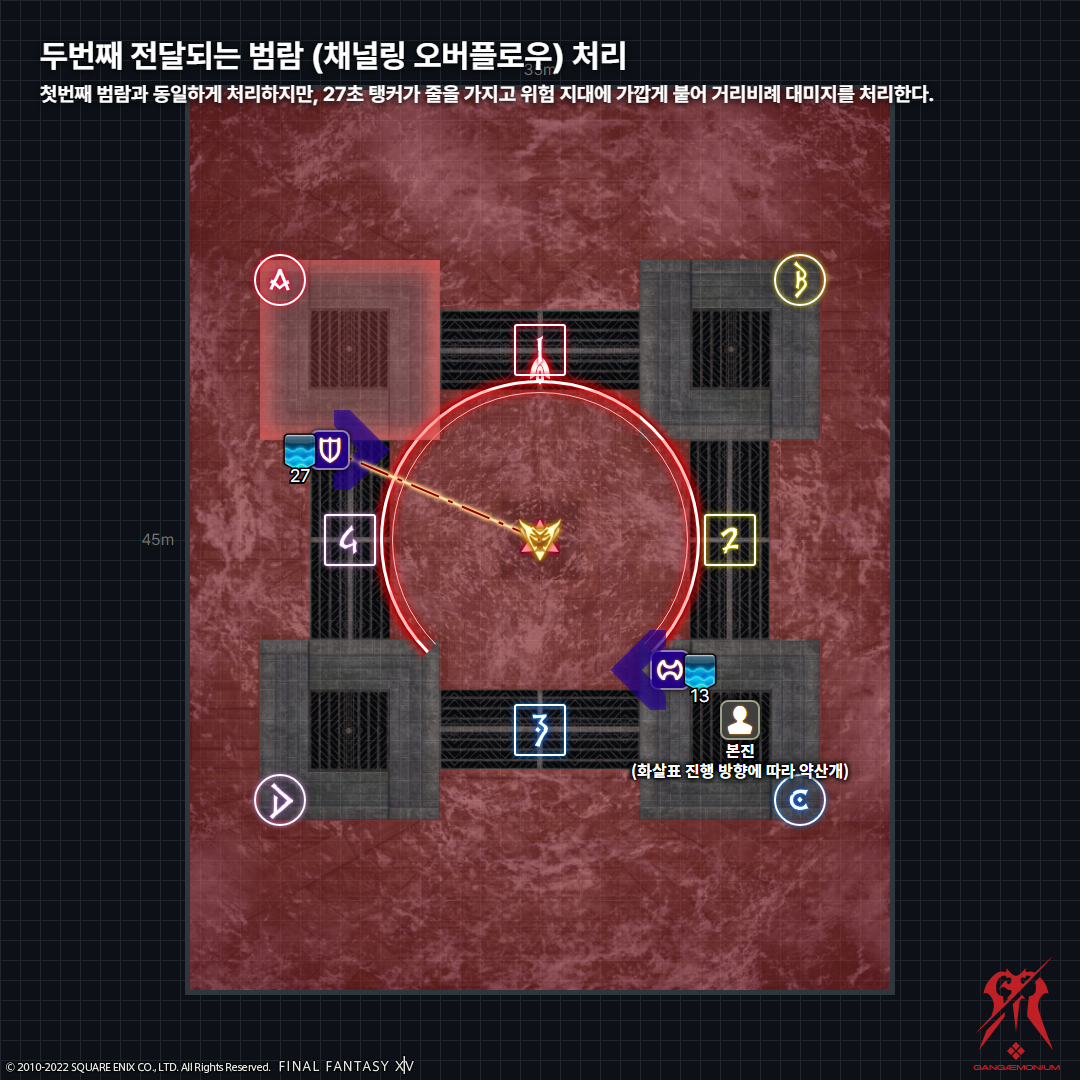 두번째 전달되는 범람 (채널링 오버플로우) 처리
35m
첫번째 범람과 동일하게 처리하지만, 27초 탱커가 줄을 가지고 위험 지대에 가깝게 붙어 거리비례 대미지를 처리한다.
A
B
1
27
45m
4
2
13
3
본진
(화살표 진행 방향에 따라 약산개)
D
C
© 2010-2022 SQUARE ENIX CO., LTD. All Rights Reserved. FINAL FANTASY XIV
GANGÆMONIUM